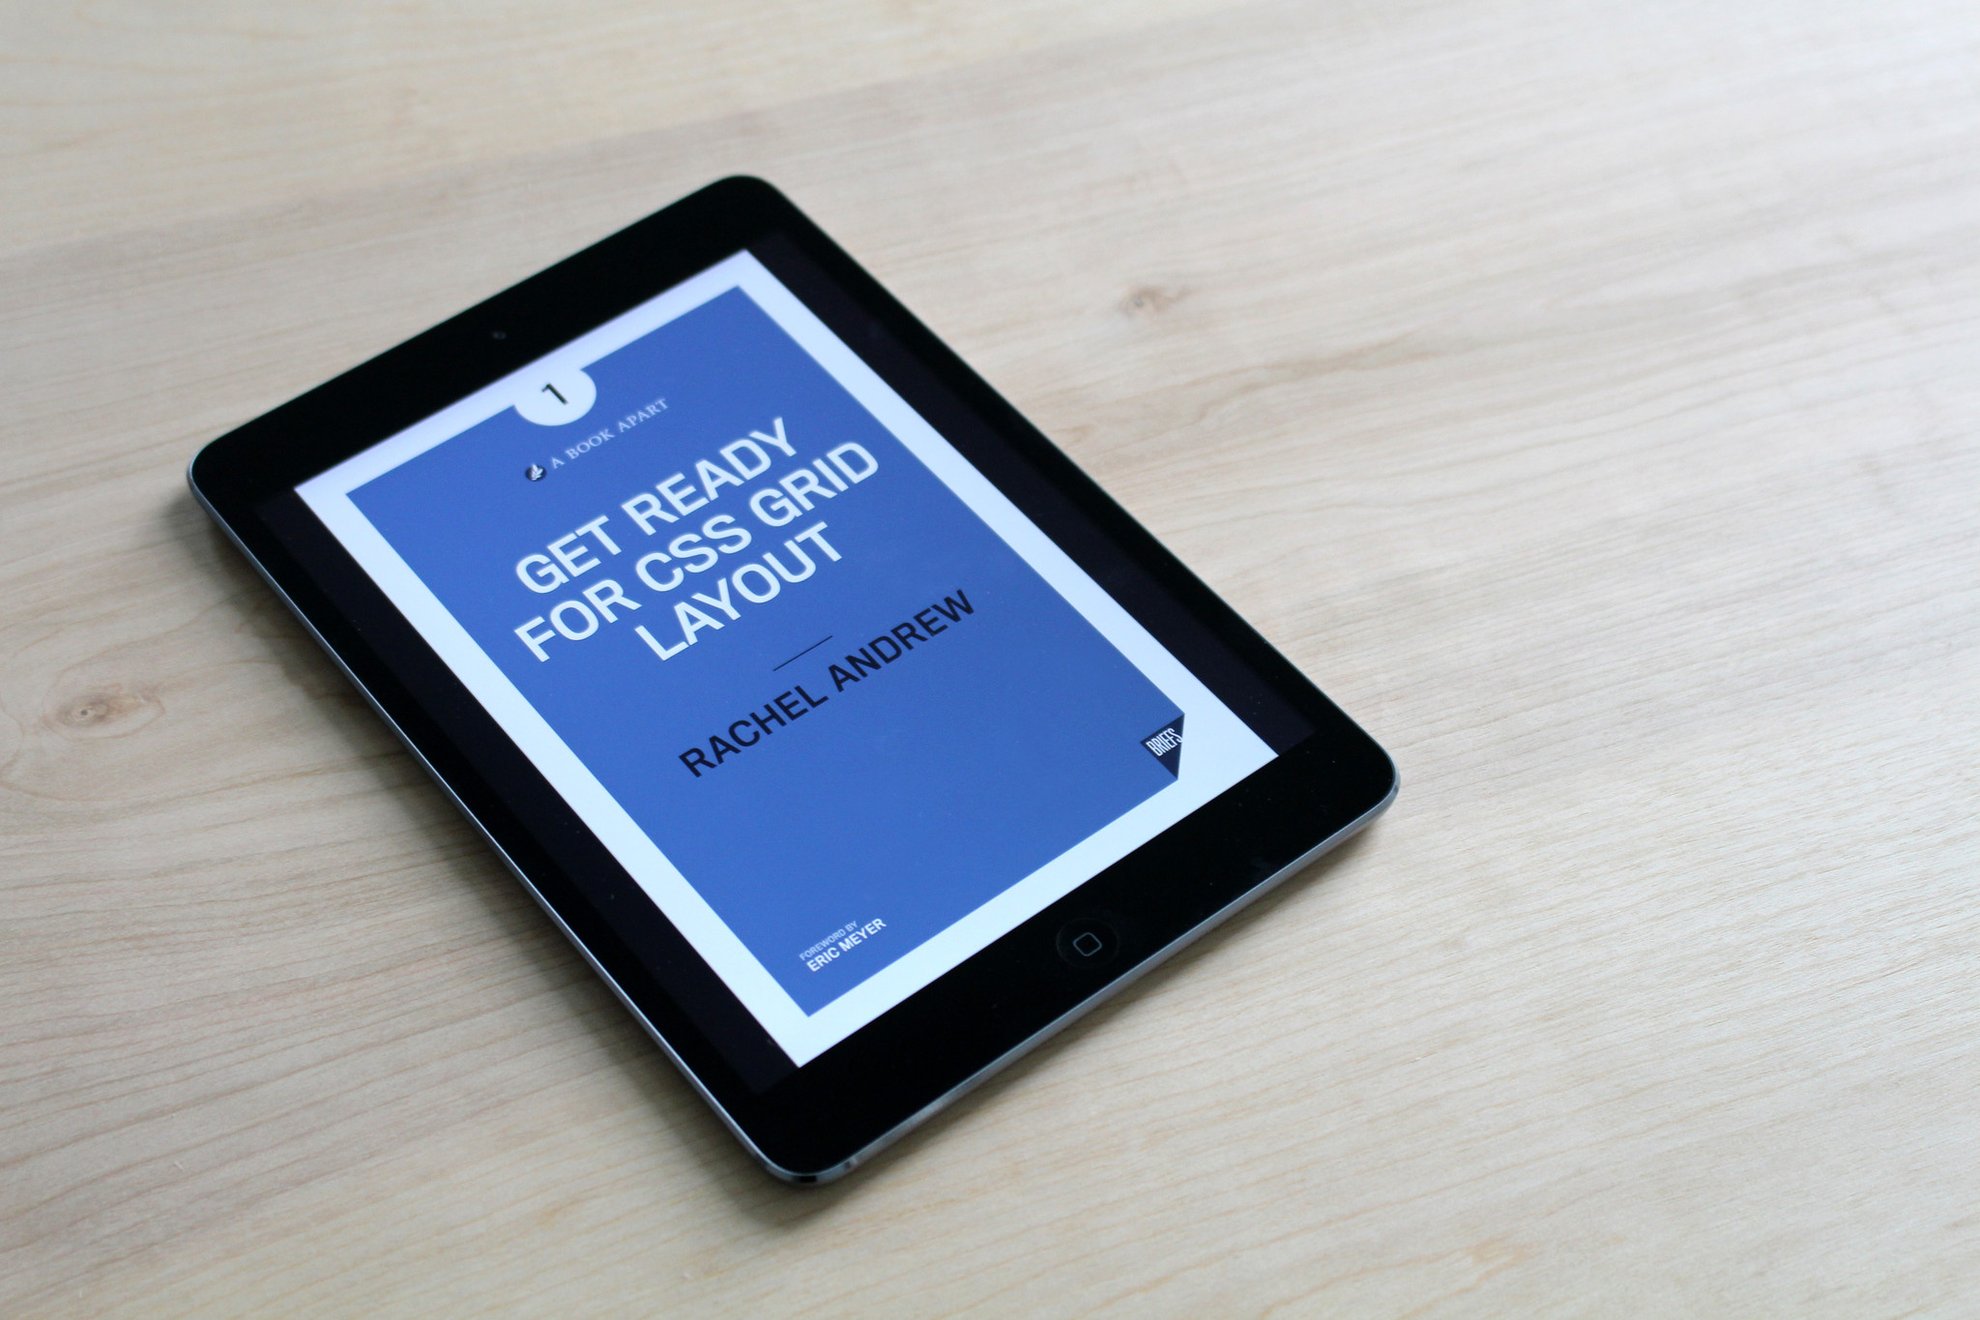 1
A BOOK APART
GET READY
FOR CSS GRID
LAYOUT
RACHEL ANDREW
BRIEFS
FOREWORD BY
ERIC MEYER